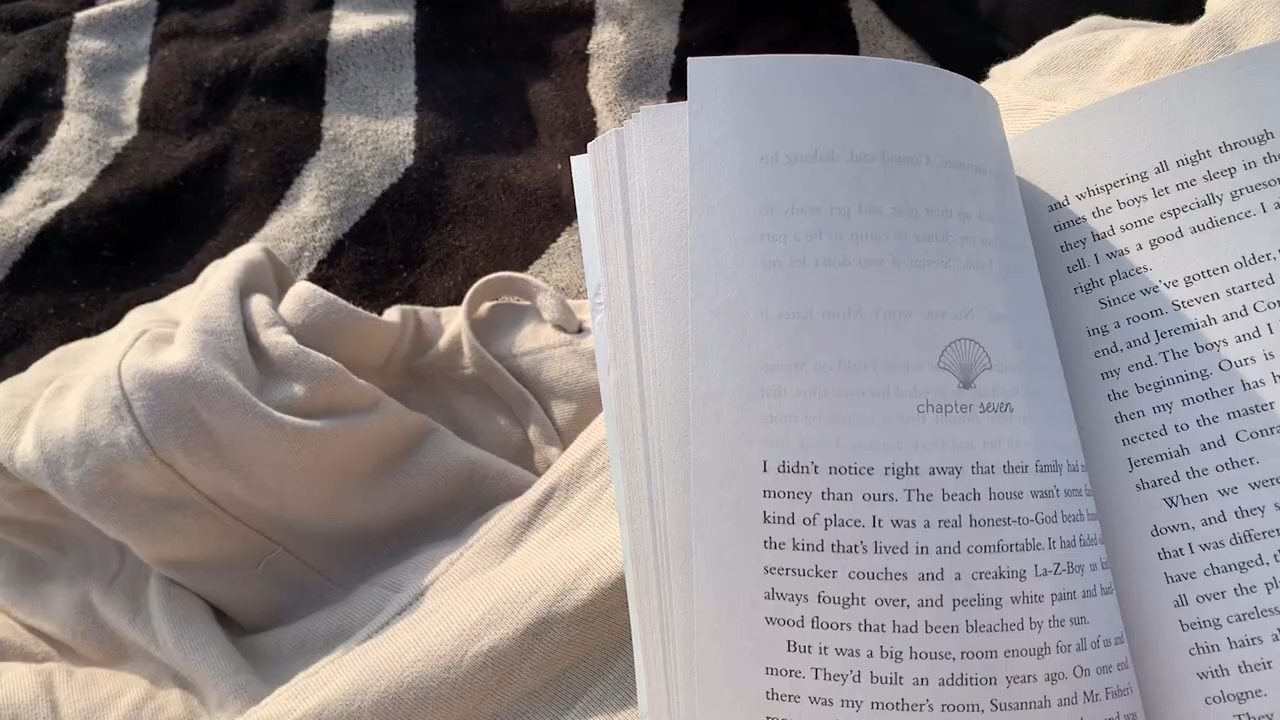 chapter seven
I didn't notice right away that their family had
money than ours. The beach house wasn't some
kind of place. It was a real honest-to-God beach
the kind that's lived in and comfortable. It had faded
seersucker couches and a creaking La-Z-Boy us
always fought over, and peeling white paint and hard-
wood floors that had been bleached by the sun.
But it was a big house, room enough for all of us and
more. They'd built an addition years ago. On one end
there was my mother's room, Susannah and Mr. Fisher's
and whispering all night through
times the boys let me sleep in
they had some especially
tell. I was a good audience. I
right places.
Since we've gotten older,
ing a room. Steven started
end, and Jeremiah and
my end. The boys and I
the beginning. Ours is
then my mother has
nected to the master
Jeremiah and
shared the other.
When we were
down, and they
that I was
have changed,
all over the
being careless
chin hairs
with their
cologne.
They